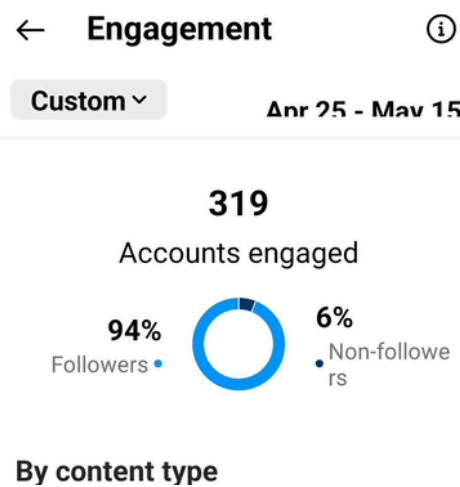 Engagement
Custom
Apr 25 - May 15
319
Accounts engaged
94%
Followers
6%
Non-followe
rs
By content type